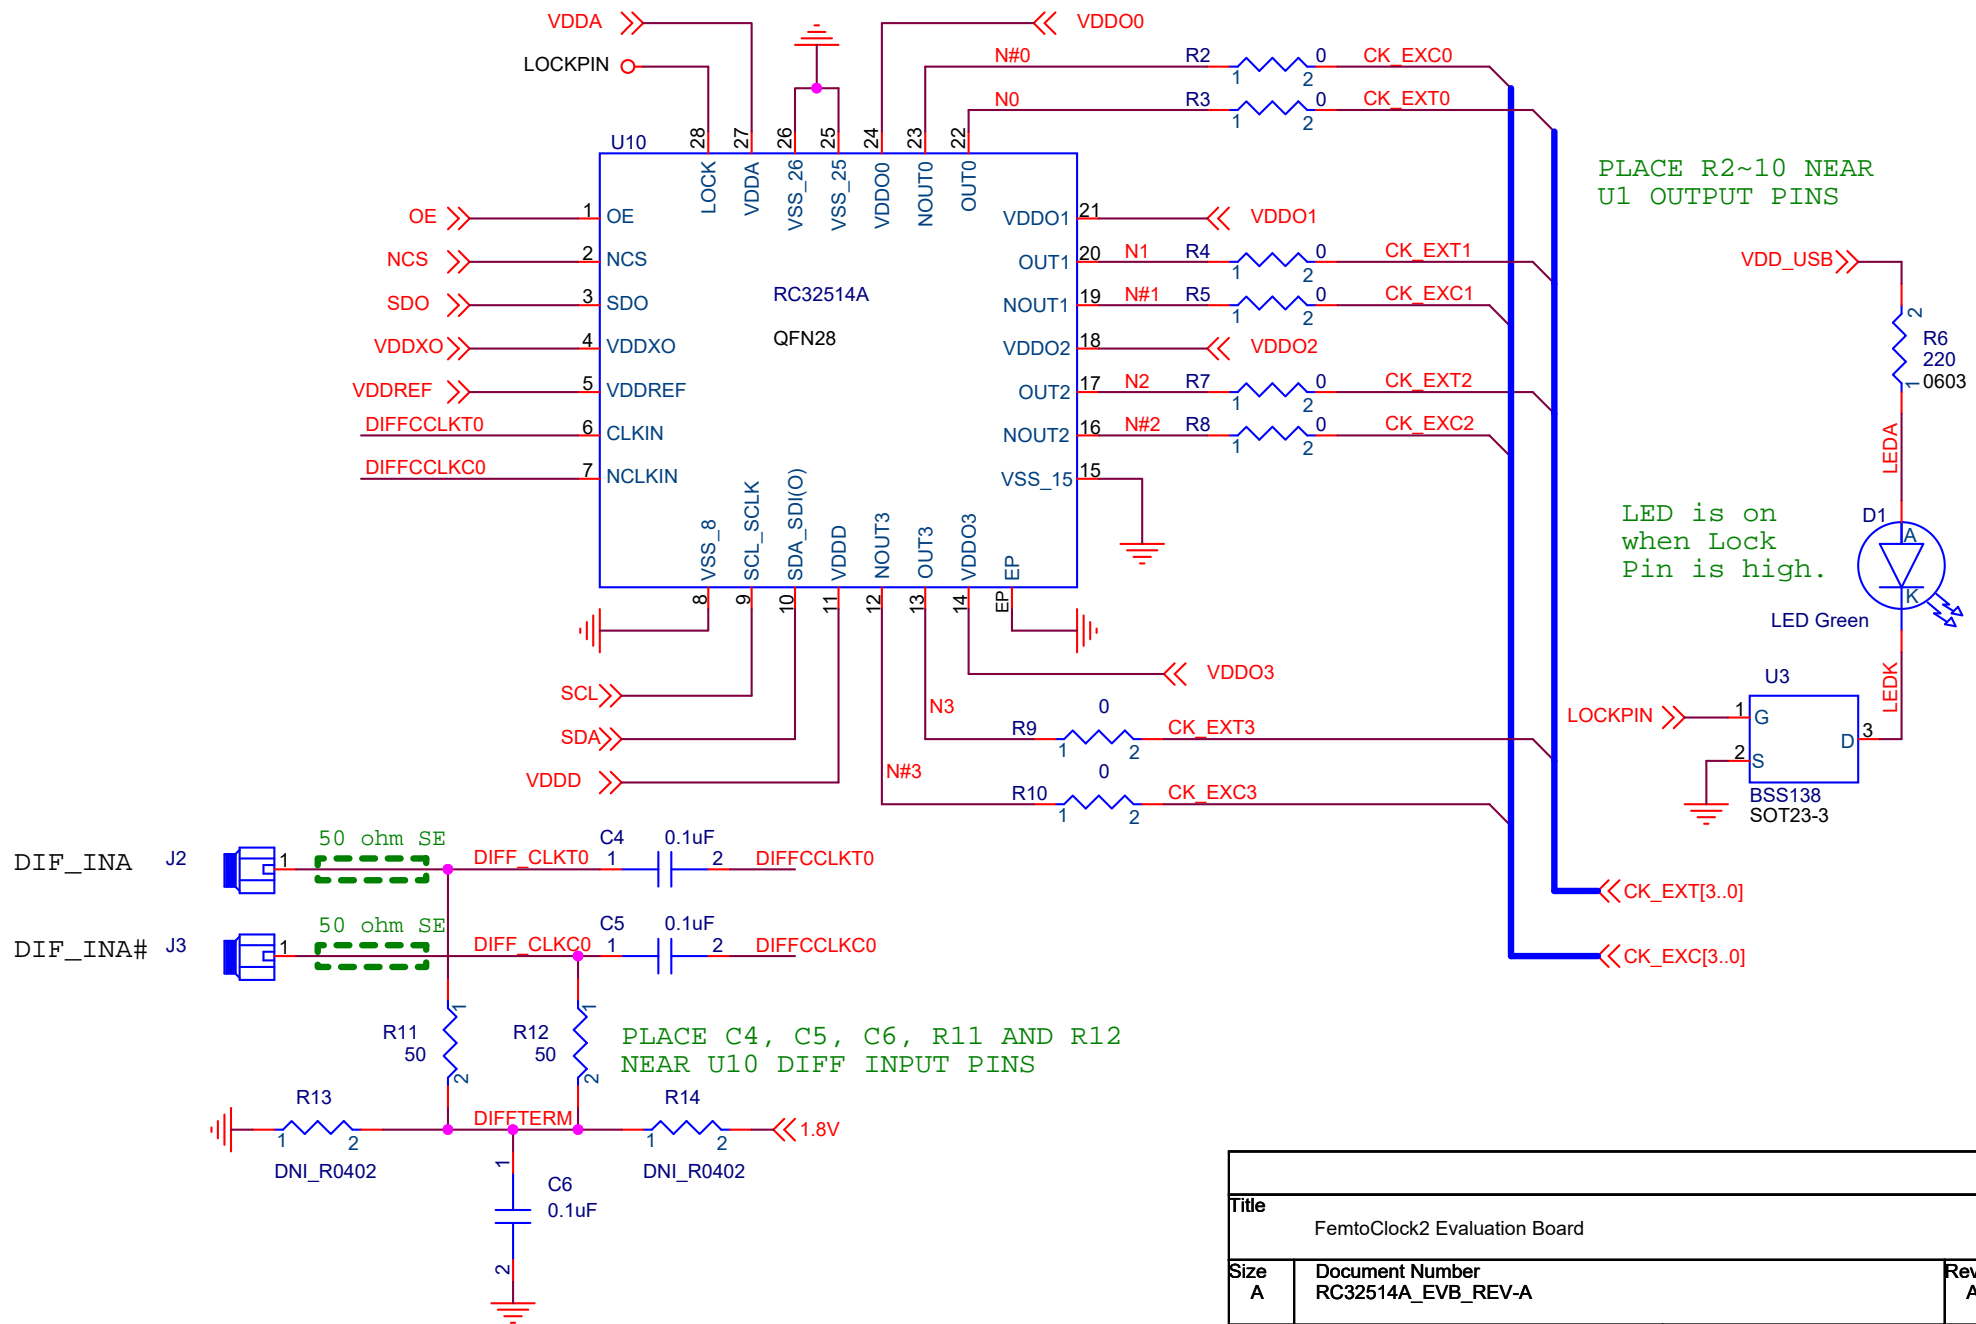 VDDA
VDDO0
LOCKPIN
N#0 R2 0 CK_EXC0
1 2
N0 R3 0 CK_EXT0
1 2
U10
28 27 26 25 24 23 22
LOCK VDDA VSS_26 VSS_25 VDDO0 NOUT0 OUT0
PLACE R2~10 NEAR
U1 OUTPUT PINS
OE 1 OE
VDDO1 21 VDDO1
NCS 2 NCS
OUT1 20 N1 R4 0 CK_EXT1
1 2
VDD_USB
SDO 3 SDO
RC32514A
NOUT1 19 N#1 R5 0 CK_EXC1
1 2
QFN28
VDDXO 4 VDDXO
VDDO2 18 VDDO2
2
R6
220
1 0603
VDDREF 5 VDDREF
OUT2 17 N2 R7 0 CK_EXT2
1 2
DIFFCCLKT0 6 CLKIN
NOUT2 16 N#2 R8 0 CK_EXC2
1 2
LEDA
DIFFCCLKC0 7 NCLKIN
VSS_15 15
VSS_8 SCL_SCLK SDA_SDI(O) VDDD NOUT3 OUT3 VDDO3 EP
8 9 10 11 12 13 14 EP
LED is on
when Lock
Pin is high.
D1
A
K
LED Green
VDDO3
SCL
SDA
VDDD
N3
N#3
R9 0 CK_EXT3
1 2
R10 0 CK_EXC3
1 2
U3
LEDK
LOCKPIN 1 G
D 3
2 S
BSS138
SOT23-3
DIF_INA J2 1 50 ohm SE DIFF_CLKT0 C4 0.1uF
1 2 DIFFCCLKT0
DIF_INA# J3 1 50 ohm SE DIFF_CLKC0 C5 0.1uF
1 2 DIFFCCLKC0
CK_EXT[3..0]
CK_EXC[3..0]
R11
50
1
2
R12
50
1
2
PLACE C4, C5, C6, R11 AND R12
NEAR U10 DIFF INPUT PINS
R13
1 2
DNI_R0402
DIFFTERM
R14
1 2
DNI_R0402
1.8V
1
C6
0.1uF
2
Title
FemtoClock2 Evaluation Board
Size
A
Document Number
RC32514A_EVB_REV-A
Rev
A